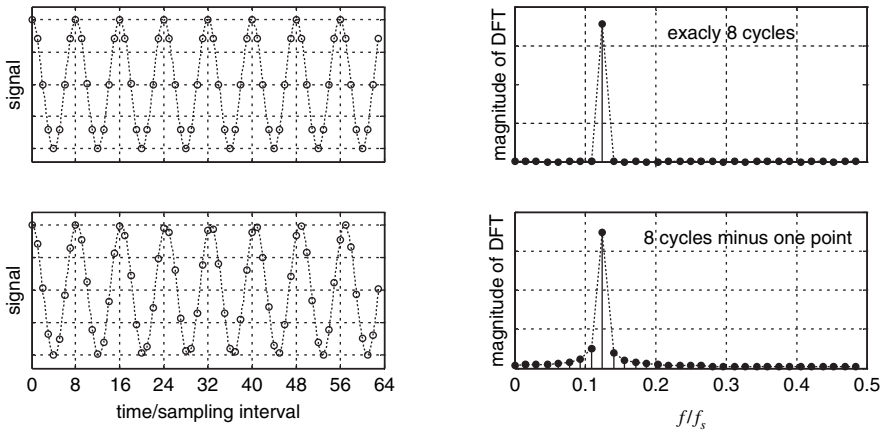 signal
magnitude of DFT
exacly 8 cycles
signal
0 8 16 24 32 40 48 56 64
time/sampling interval
magnitude of DFT
8 cycles minus one point
0 0.1 0.2 0.3 0.4 0.5
f/fs